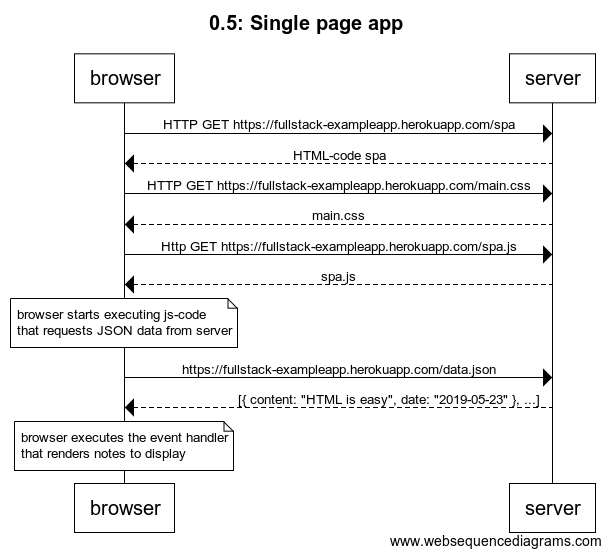 0.5: Single page app
browser
server
HTTP GET https://fullstack-exampleapp.herokuapp.com/spa
HTML-code spa
HTTP GET https://fullstack-exampleapp.herokuapp.com/main.css
main.css
Http GET https://fullstack-exampleapp.herokuapp.com/spa.js
spa.js
browser starts executing js-code
that requests JSON data from server
https://fullstack-exampleapp.herokuapp.com/data.json
[{ content: "HTML is easy", date: "2019-05-23" }, ...]
browser executes the event handler
that renders notes to display
browser
server
www.websequencediagrams.com